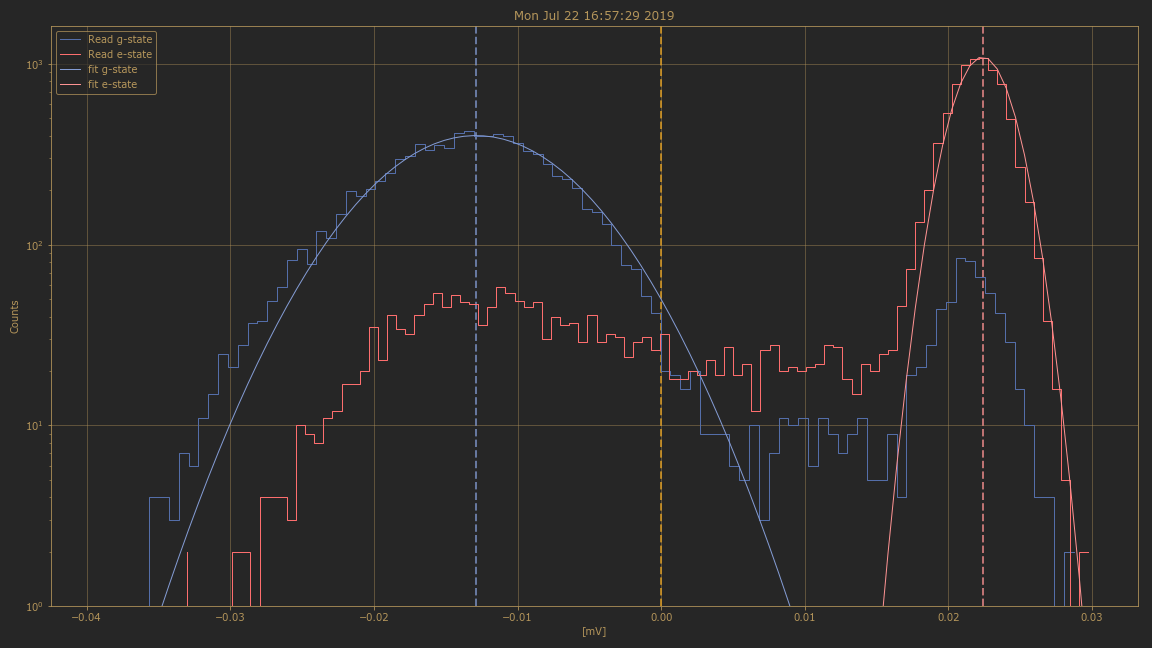 Mon Jul 22 16:57:29 2019
Read g-state
Read e-state
fit g-state
fit e-state
Counts
10³
10²
10¹
10⁰
−0.04 −0.03 −0.02 −0.01 0.00 0.01 0.02 0.03
[mV]